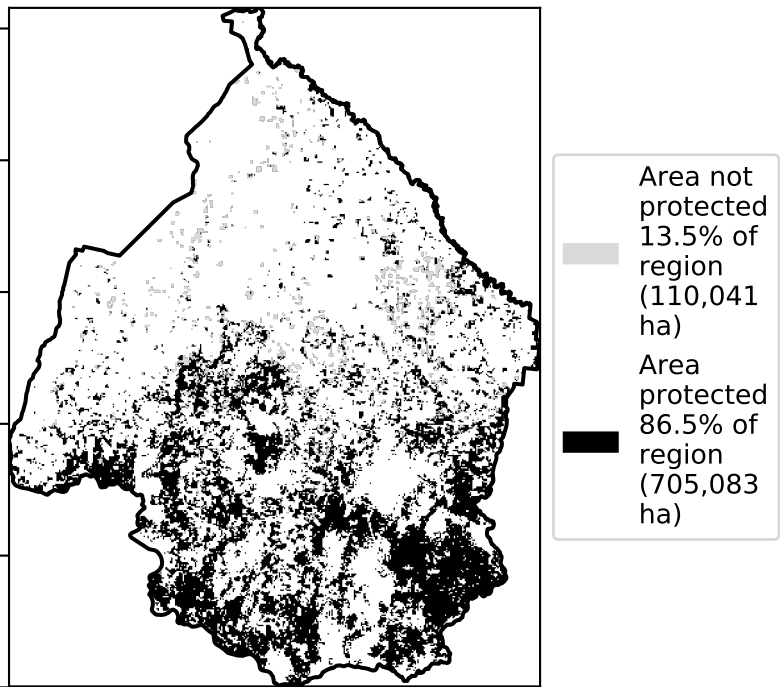 Area not
protected
13.5% of
region
(110,041
ha)
Area
protected
86.5% of
region
(705,083
ha)